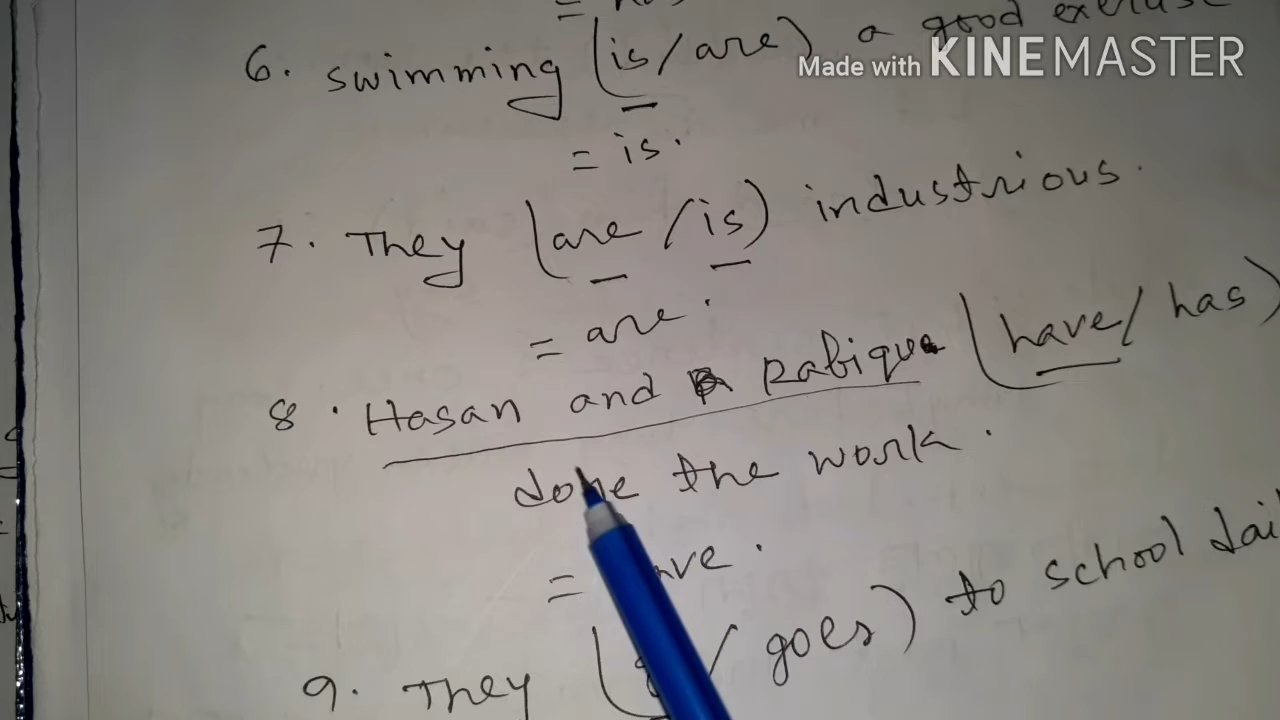 6. swimming (is/are) a good
Made with KINEMASTER
= is.
7. They (are/is) industrious.
= are.
8. Hasan and Rafique (have/has)
done the work.
=
9. They ( / goes) to school